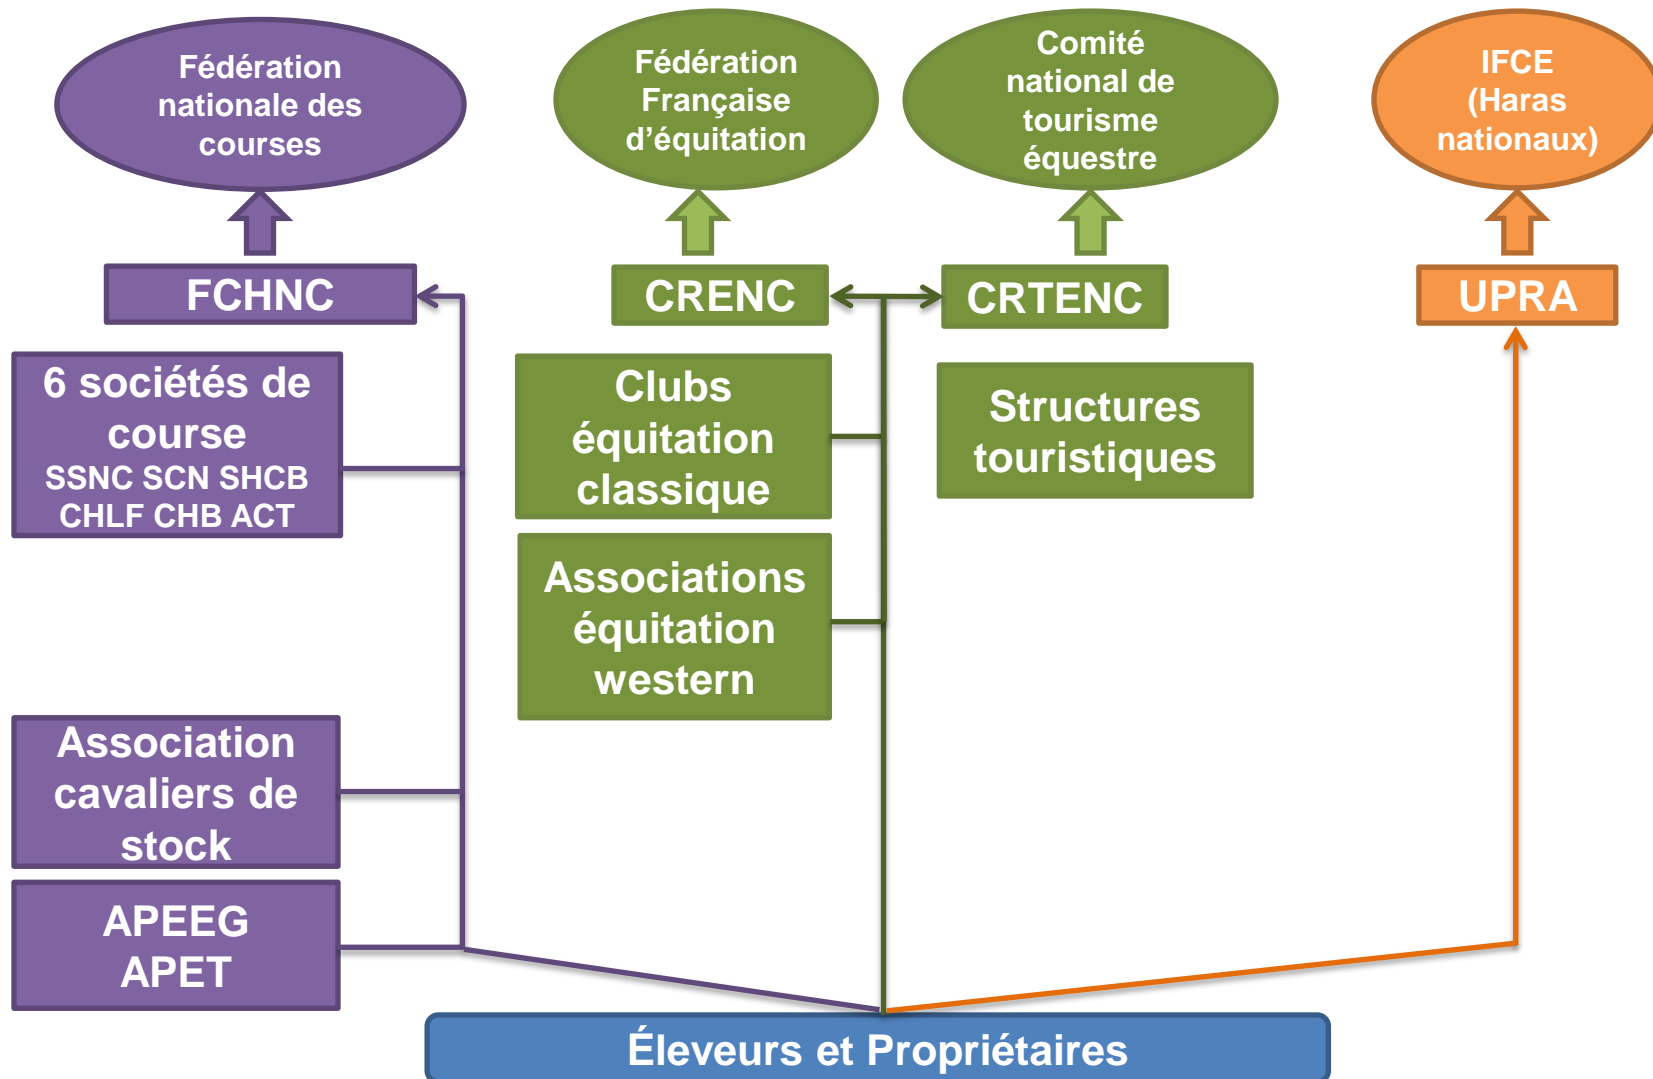 Fédération
nationale des
courses
Fédération
Française
d’équitation
Comité
national de
tourisme
équestre
IFCE
(Haras
nationaux)
FCHNC
CRENC
CRTENC
UPRA
6 sociétés de
course
SSNC SCN SHCB
CHLF CHB ACT
Clubs
équitation
classique
Structures
touristiques
Associations
équitation
western
Association
cavaliers de
stock
APEEG
APET
Éleveurs et Propriétaires